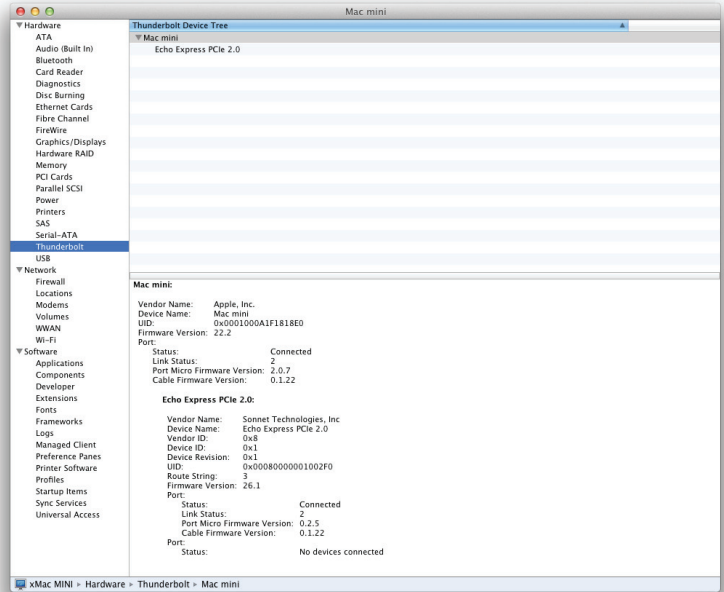 Mac mini
Hardware
ATA
Audio (Built In)
Bluetooth
Card Reader
Diagnostics
Disc Burning
Ethernet Cards
Fibre Channel
FireWire
Graphics/Displays
Hardware RAID
Memory
PCI Cards
Parallel SCSI
Power
Printers
SAS
Serial-ATA
Thunderbolt
USB
Network
Firewall
Locations
Modems
Volumes
WWAN
Wi-Fi
Software
Applications
Components
Developer
Extensions
Fonts
Frameworks
Logs
Managed Client
Preference Panes
Printer Software
Profiles
Startup Items
Sync Services
Universal Access
Thunderbolt Device Tree
Mac mini
Echo Express PCIe 2.0
Mac mini:
Vendor Name: Apple, Inc.
Device Name: Mac mini
UID: 0x0001000A1F1818E0
Firmware Version: 22.2
Port:
Status: Connected
Link Status: 2
Port Micro Firmware Version: 2.0.7
Cable Firmware Version: 0.1.22
Echo Express PCIe 2.0:
Vendor Name: Sonnet Technologies, Inc
Device Name: Echo Express PCIe 2.0
Vendor ID: 0x8
Device ID: 0x1
Device Revision: 0x1
UID: 0x00080000001002F0
Route String: 3
Firmware Version: 26.1
Port:
Status: Connected
Link Status: 2
Port Micro Firmware Version: 0.2.5
Cable Firmware Version: 0.1.22
Port:
Status: No devices connected
xMac MINI ▸ Hardware ▸ Thunderbolt ▸ Mac mini